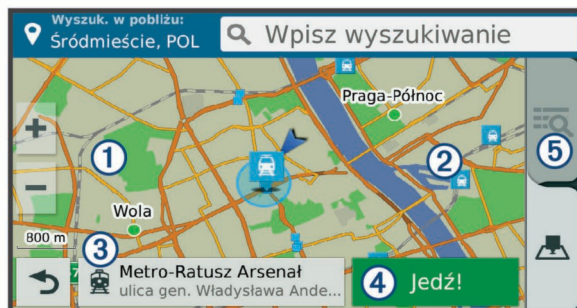 Wyszuk. w pobliżu:
Śródmieście, POL
Wpisz wyszukiwanie
Praga-Północ
1
2
5
Wola
800 m
3
7
Metro-Ratusz Arsenał
ulica gen. Władysława Ande...
4
Jedź!